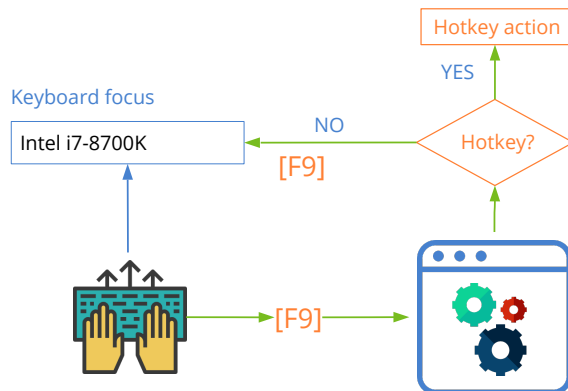 Hotkey action
YES
Keyboard focus
NO
Intel i7-8700K
Hotkey?
[F9]
[F9]